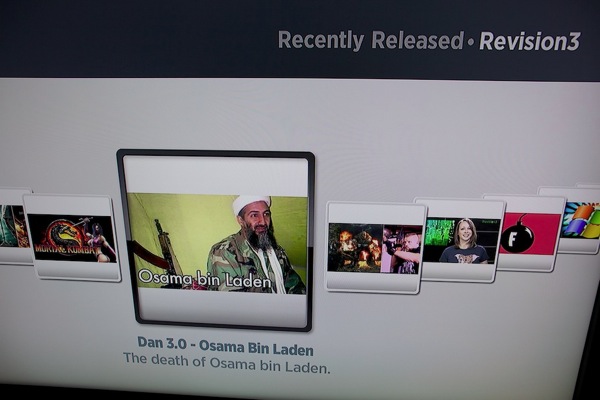 Recently Released • Revision3
MORTAL KOMBAT
Osama bin Laden
F
Dan 3.0 - Osama Bin Laden
The death of Osama bin Laden.